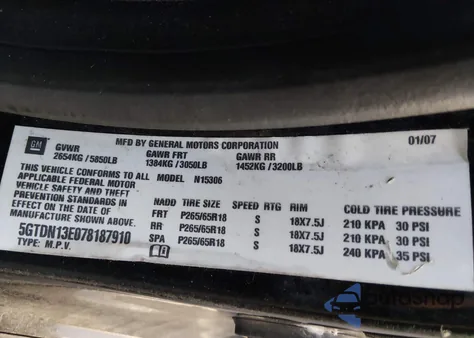 MFD BY GENERAL MOTORS CORPORATION 01/07
GM GVWR GAWR FRT GAWR RR
2654KG / 5850LB 1384KG / 3050LB 1452KG / 3200LB
THIS VEHICLE CONFORMS TO ALL MODEL N15306
APPLICABLE FEDERAL MOTOR
VEHICLE SAFETY AND THEFT
PREVENTION STANDARDS IN
EFFECT ON THE DATE OF
MANUFACTURE SHOWN ABOVE.
5GTDN13E078187910
TYPE: M.P.V.
NADD TIRE SIZE SPEED RTG RIM COLD TIRE PRESSURE
FRT P265/65R18 S 18X7.5J 210 KPA 30 PSI
RR P265/65R18 S 18X7.5J 210 KPA 30 PSI
SPA P265/65R18 S 18X7.5J 240 KPA 35 PSI
autosnap